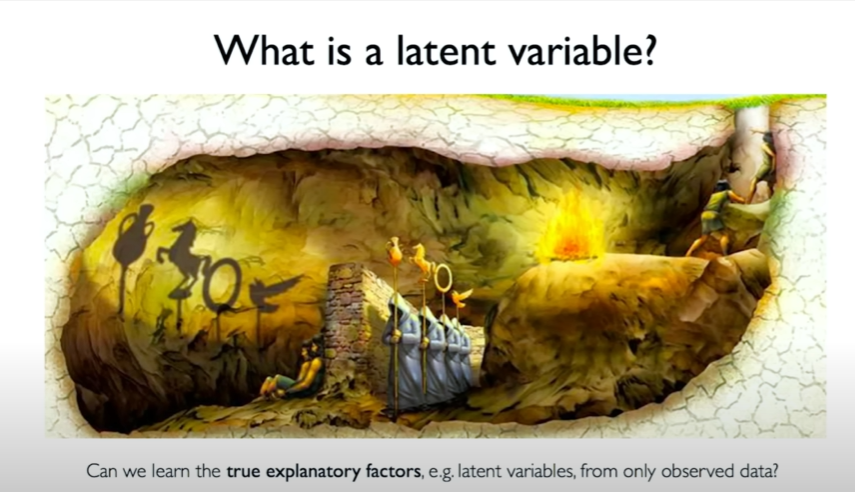 What is a latent variable?
Can we learn the true explanatory factors, e.g. latent variables, from only observed data?